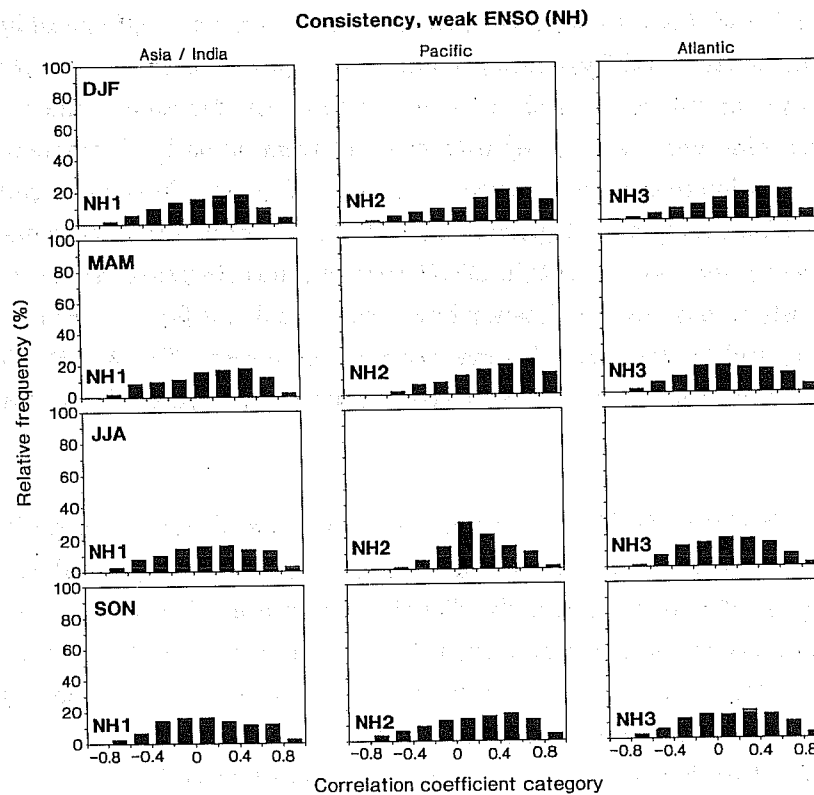 Consistency, weak ENSO (NH)
Asia / India
Pacific
Atlantic
Relative frequency (%)
100
80
60
40
20
0
DJF
NH1
NH2
NH3
100
80
60
40
20
0
MAM
NH1
NH2
NH3
100
80
60
40
20
0
JJA
NH1
NH2
NH3
100
80
60
40
20
0
SON
NH1
NH2
NH3
−0.8 −0.4 0 0.4 0.8
−0.8 −0.4 0 0.4 0.8
−0.8 −0.4 0 0.4 0.8
Correlation coefficient category